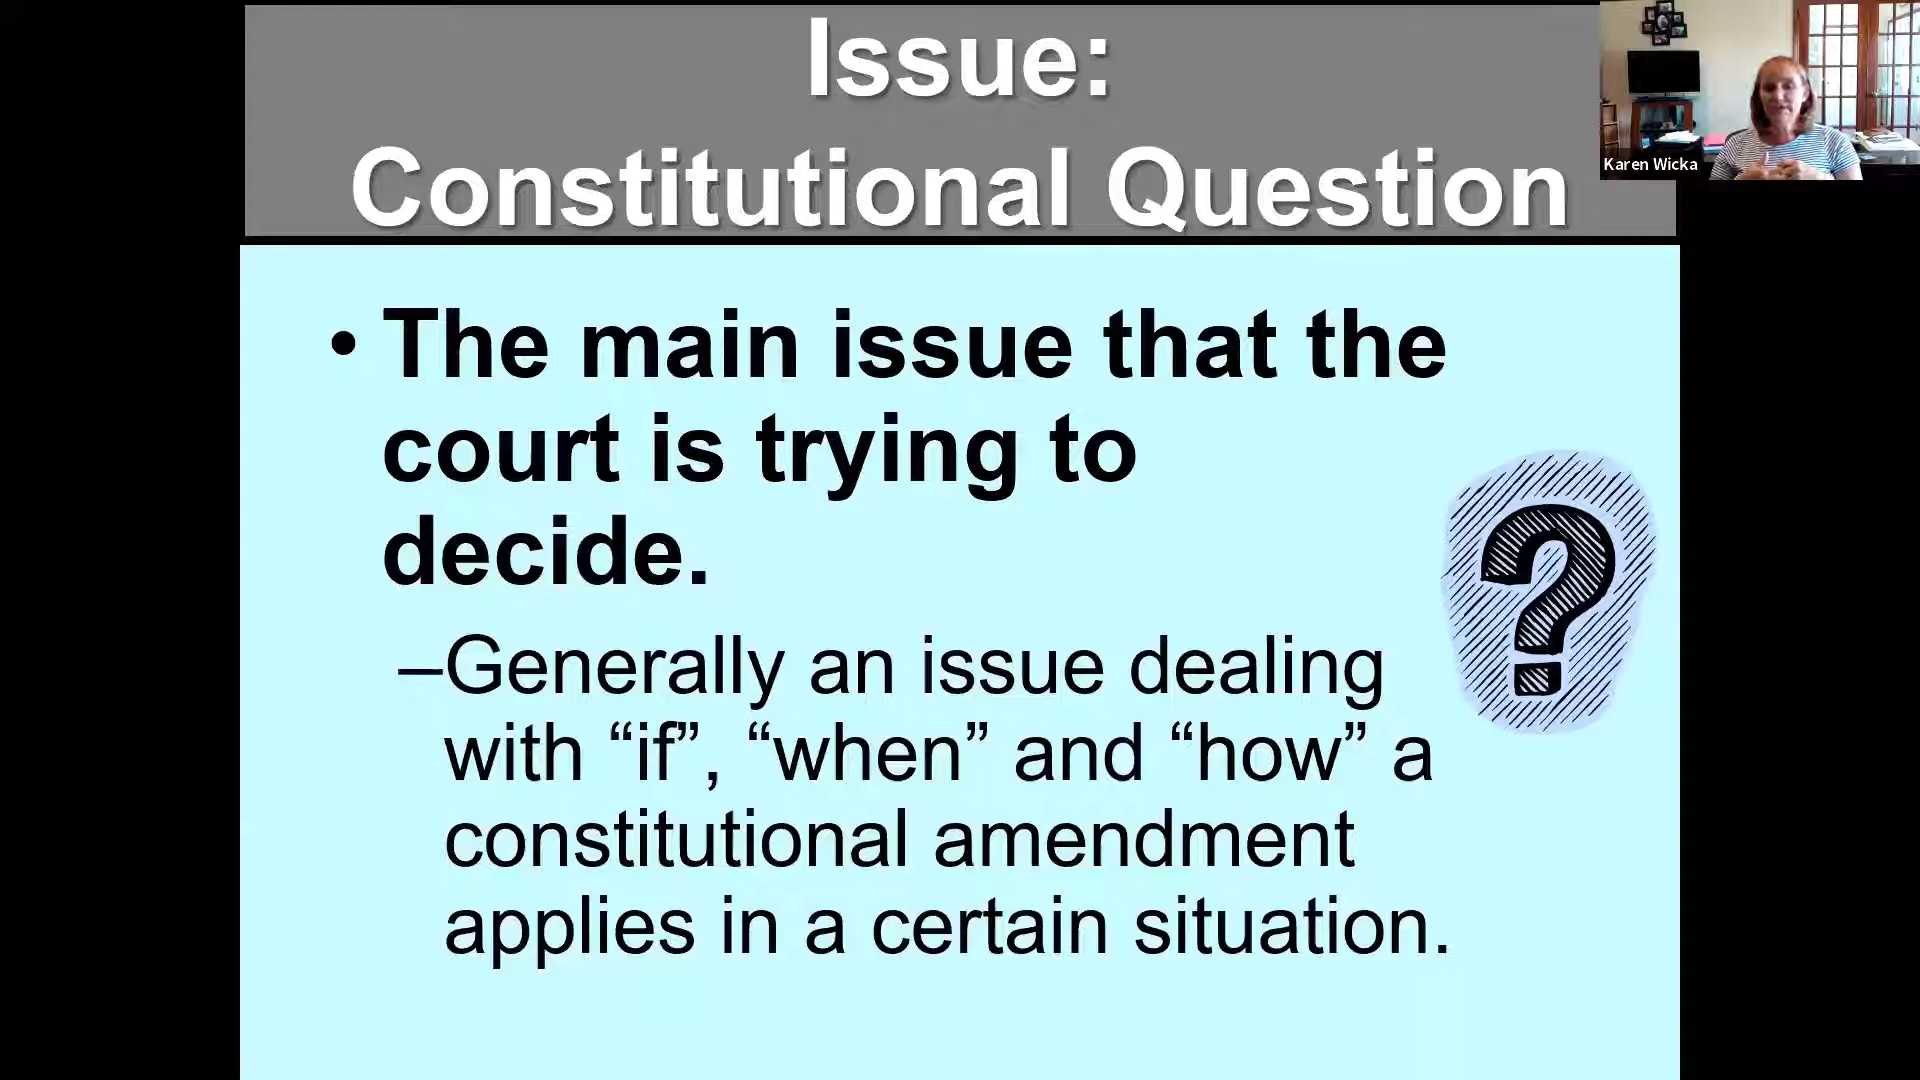 Issue:
Constitutional Question
Karen Wicka
• The main issue that the
court is trying to
decide.
–Generally an issue dealing
with “if”, “when” and “how” a
constitutional amendment
applies in a certain situation.
?